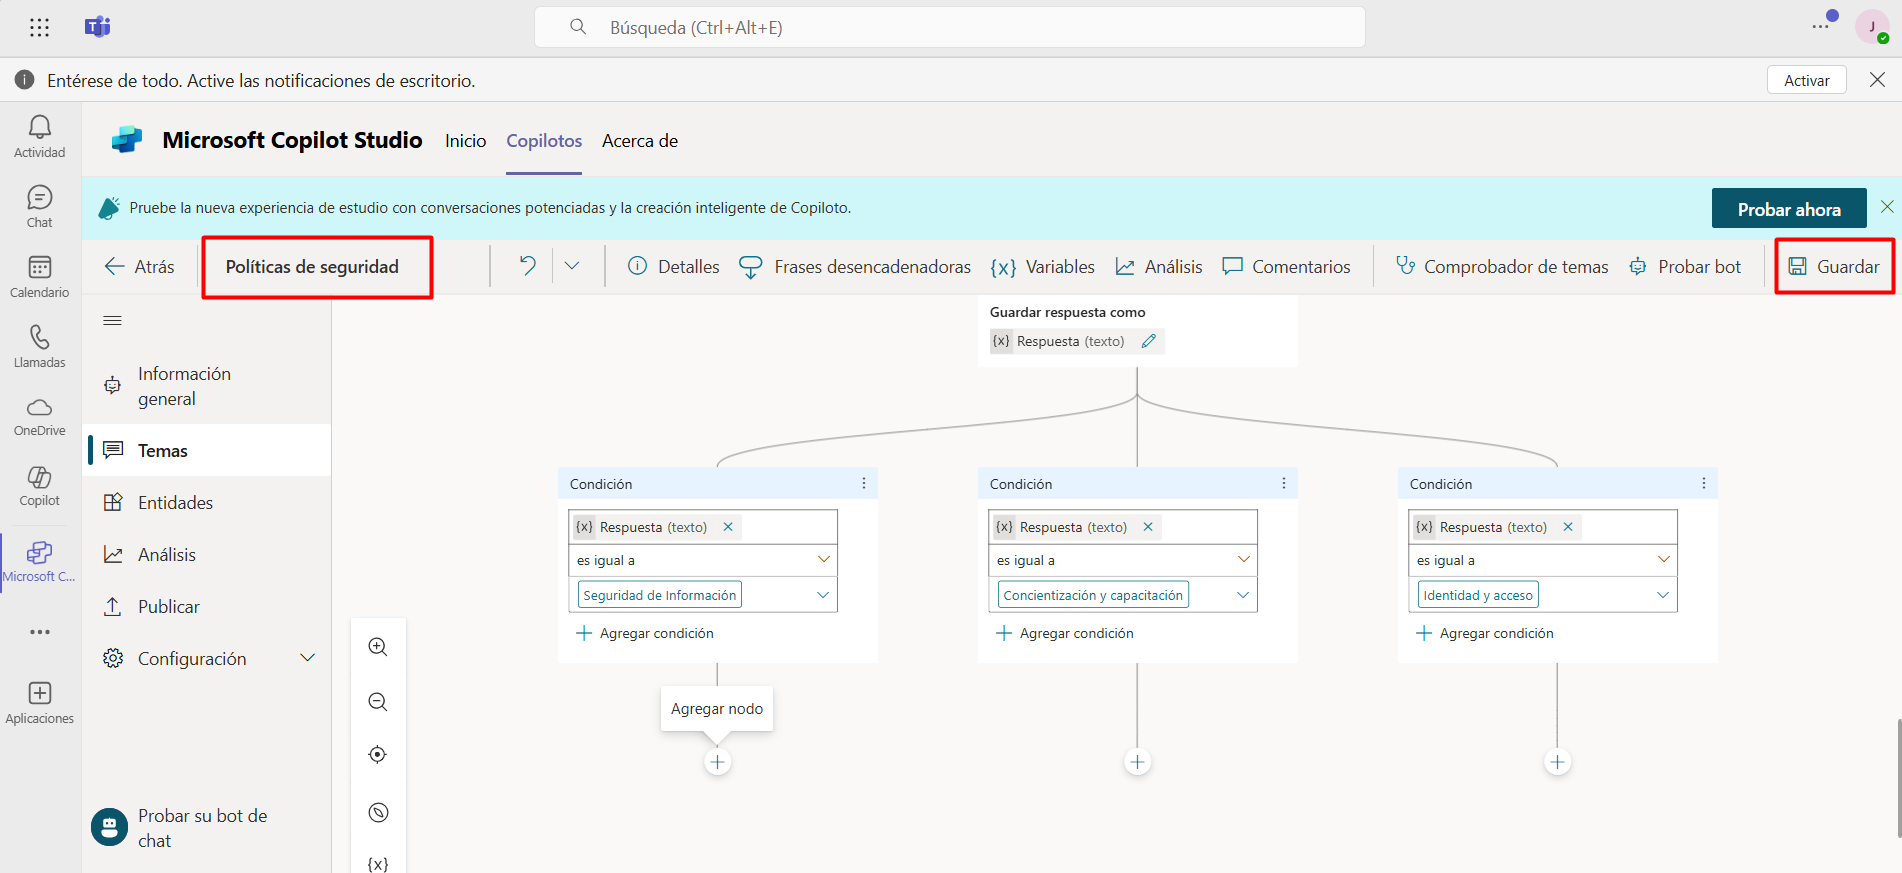 Búsqueda (Ctrl+Alt+E)
J
Entérese de todo. Active las notificaciones de escritorio.
Activar
Actividad
Chat
Calendario
Llamadas
OneDrive
Copilot
Microsoft C...
Aplicaciones
Microsoft Copilot Studio
Inicio
Copilotos
Acerca de
Pruebe la nueva experiencia de estudio con conversaciones potenciadas y la creación inteligente de Copiloto.
Probar ahora
Atrás
Políticas de seguridad
Detalles
Frases desencadenadoras
{x} Variables
Análisis
Comentarios
Comprobador de temas
Probar bot
Guardar
Información
general
Temas
Entidades
Análisis
Publicar
Configuración
Probar su bot de
chat
{x}
Guardar respuesta como
{x} Respuesta (texto)
Condición
{x} Respuesta (texto)
es igual a
Seguridad de Información
Agregar condición
Agregar nodo
Condición
{x} Respuesta (texto)
es igual a
Concientización y capacitación
Agregar condición
Condición
{x} Respuesta (texto)
es igual a
Identidad y acceso
Agregar condición